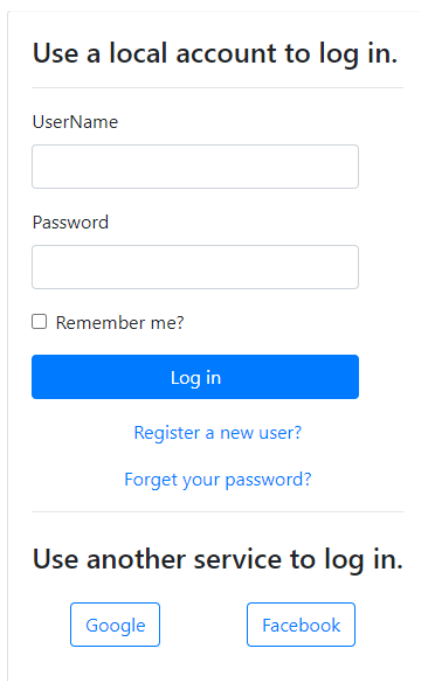 Use a local account to log in.
UserName
Password
Remember me?
Log in
Register a new user?
Forget your password?
Use another service to log in.
Google Facebook